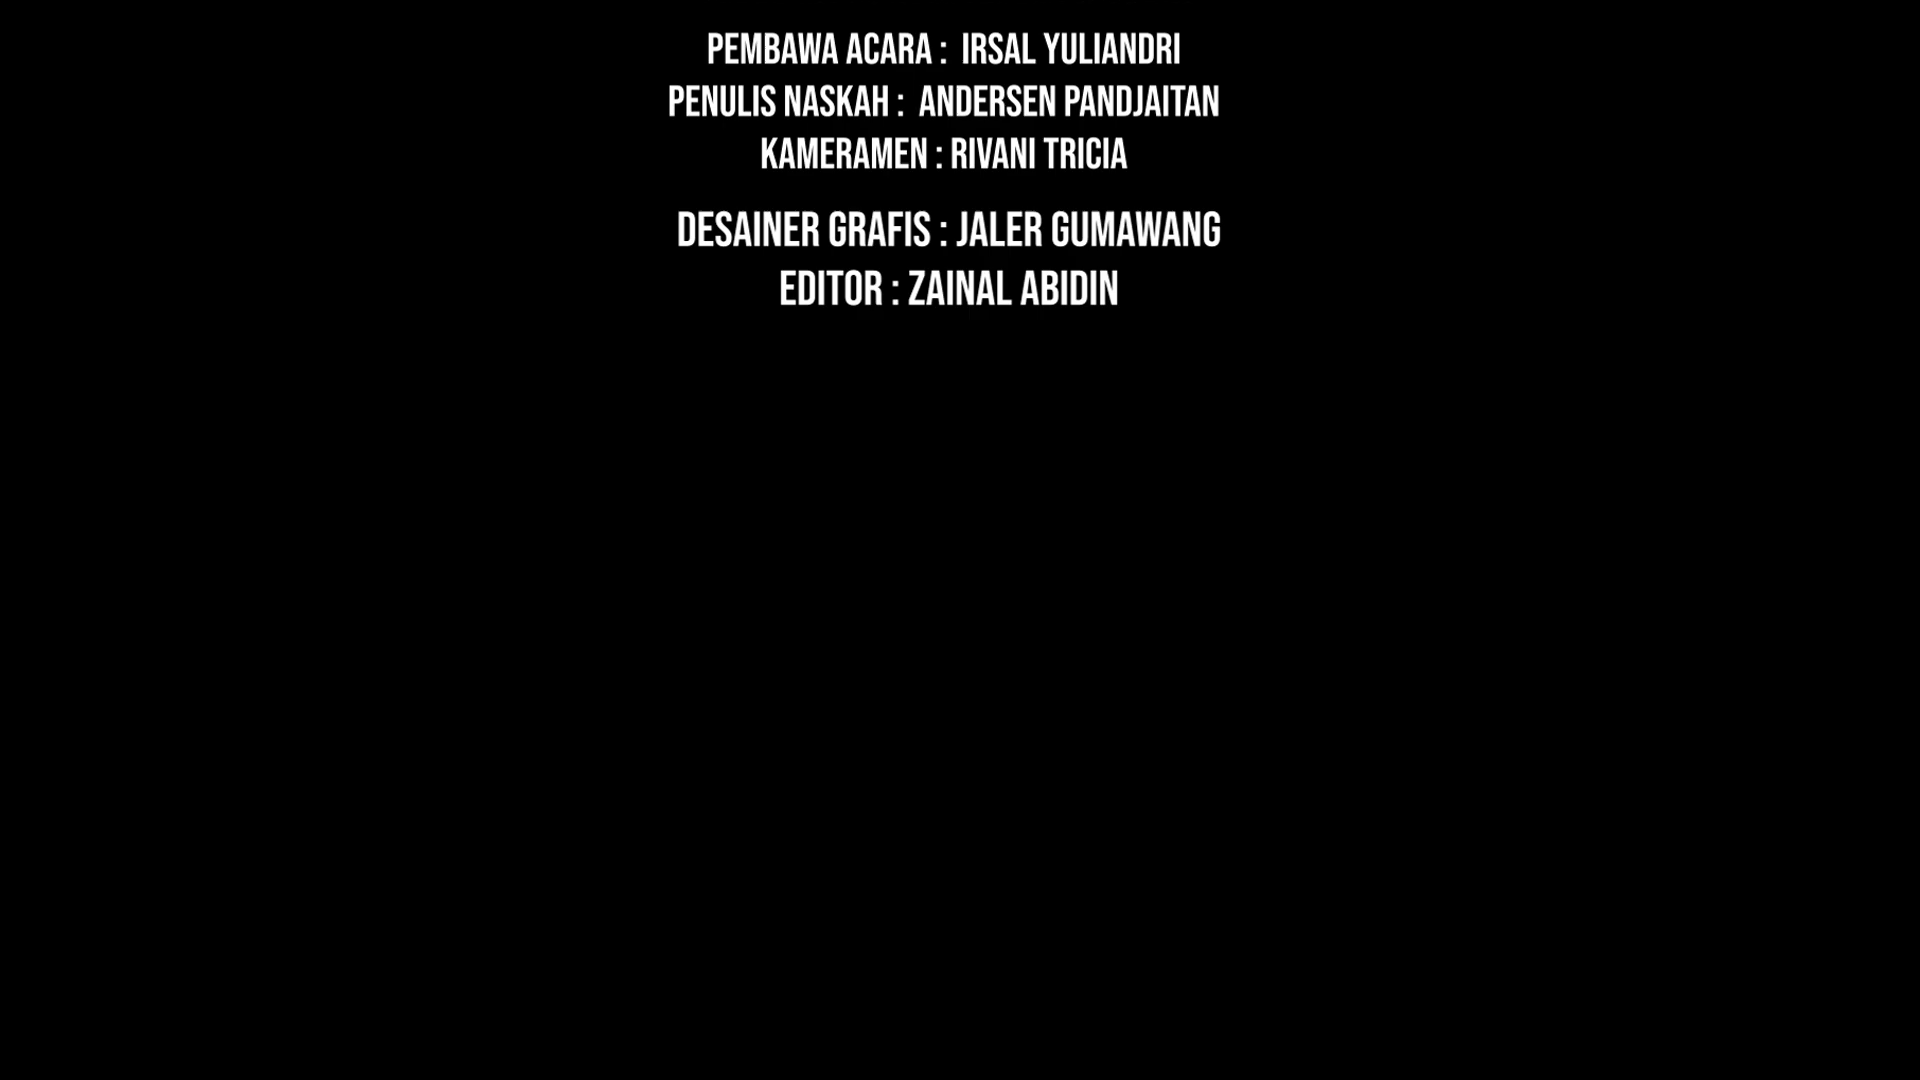 PEMBAWA ACARA :  IRSAL YULIANDRI
PENULIS NASKAH :  ANDERSEN PANDJAITAN
KAMERAMEN : RIVANI TRICIA
DESAINER GRAFIS : JALER GUMAWANG
EDITOR : ZAINAL ABIDIN